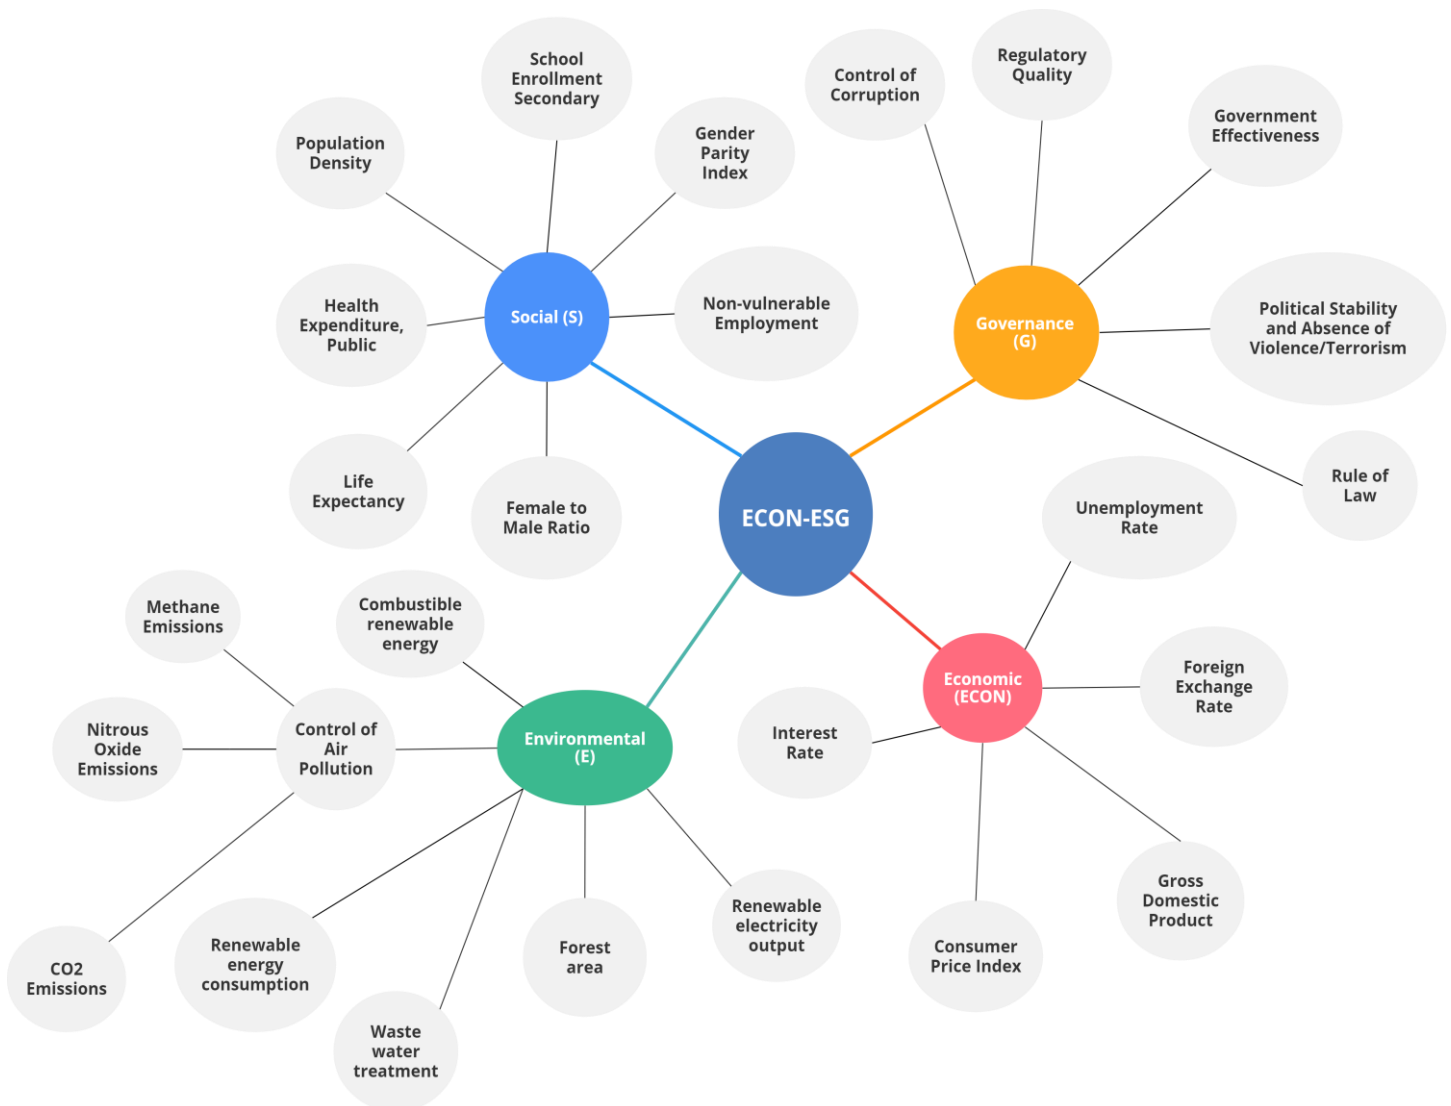 School
Enrollment
Secondary
Population
Density
Gender
Parity
Index
Health
Expenditure,
Public
Social (S)
Non-vulnerable
Employment
Life
Expectancy
Female to
Male Ratio
Control of
Corruption
Regulatory
Quality
Government
Effectiveness
Governance
(G)
Political Stability
and Absence of
Violence/Terrorism
Rule of
Law
ECON-ESG
Unemployment
Rate
Economic
(ECON)
Foreign
Exchange
Rate
Interest
Rate
Gross
Domestic
Product
Consumer
Price Index
Methane
Emissions
Combustible
renewable
energy
Nitrous
Oxide
Emissions
Control of
Air
Pollution
Environmental
(E)
CO2
Emissions
Renewable
energy
consumption
Waste
water
treatment
Forest
area
Renewable
electricity
output